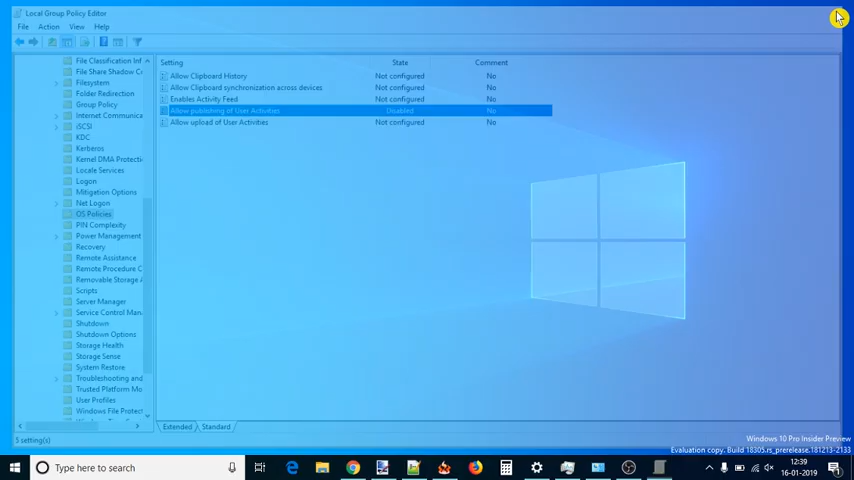 Local Group Policy Editor
File Action View Help
File Classification Inf
File Share Shadow Co
Filesystem
Folder Redirection
Group Policy
Internet Communica
iSCSI
KDC
Kerberos
Kernel DMA Protecti
Locale Services
Logon
Mitigation Options
Net Logon
OS Policies
PIN Complexity
Power Management
Recovery
Remote Assistance
Remote Procedure C
Removable Storage A
Scripts
Server Manager
Service Control Man
Shutdown
Shutdown Options
Storage Health
Storage Sense
System Restore
Troubleshooting and
Trusted Platform Mo
User Profiles
Windows File Protect
Setting State Comment
Allow Clipboard History Not configured No
Allow Clipboard synchronization across devices Not configured No
Enables Activity Feed Not configured No
Allow publishing of User Activities Disabled No
Allow upload of User Activities Not configured No
Extended Standard
5 setting(s)
Windows 10 Pro Insider Preview
Evaluation copy. Build 18305.rs_prerelease.181213-2133
Type here to search
12:39
16-01-2019